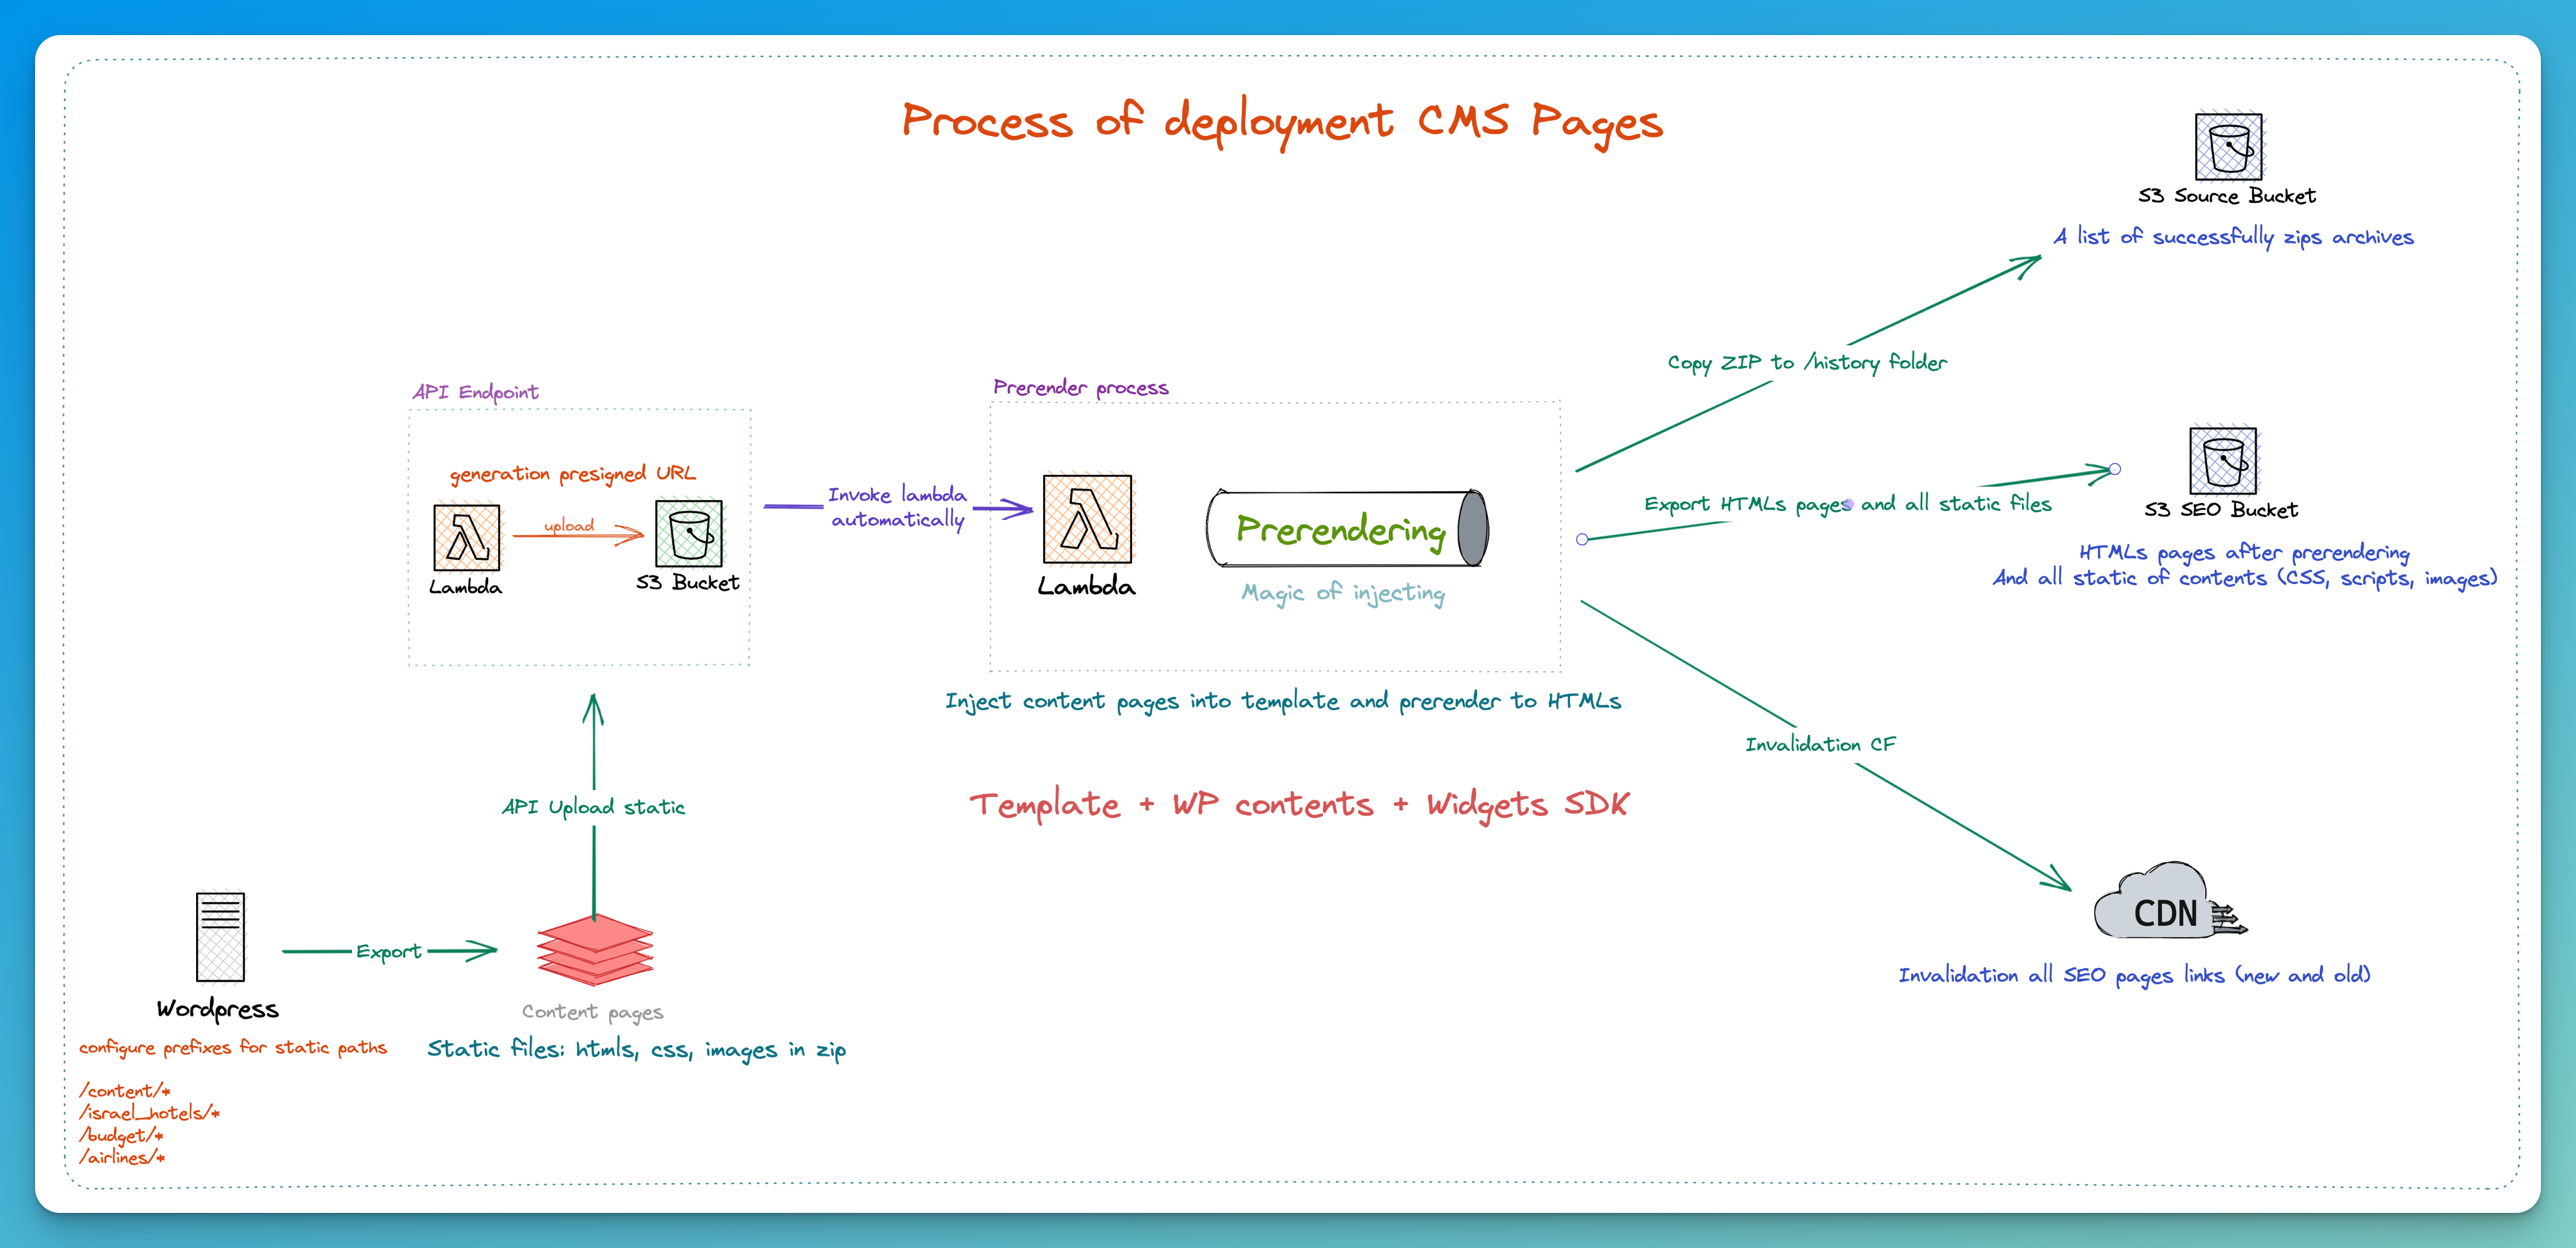 Process of deployment CMS Pages
S3 Source Bucket
A list of successfully zips archives
Copy ZIP to /history folder
API Endpoint
generation presigned URL
upload
Lambda
S3 Bucket
Invoke lambda
automatically
Prerender process
Lambda
Prerendering
Magic of injecting
Inject content pages into template and prerender to HTMLs
Template + WP contents + Widgets SDK
Export HTMLs pages and all static files
S3 SEO Bucket
HTMLs pages after prerendering
And all static of contents (CSS, scripts, images)
Invalidation CF
CDN
Invalidation all SEO pages links (new and old)
API Upload static
Wordpress
Export
Content pages
Static files: htmls, css, images in zip
configure prefixes for static paths
/content/*
/israel_hotels/*
/budget/*
/airlines/*